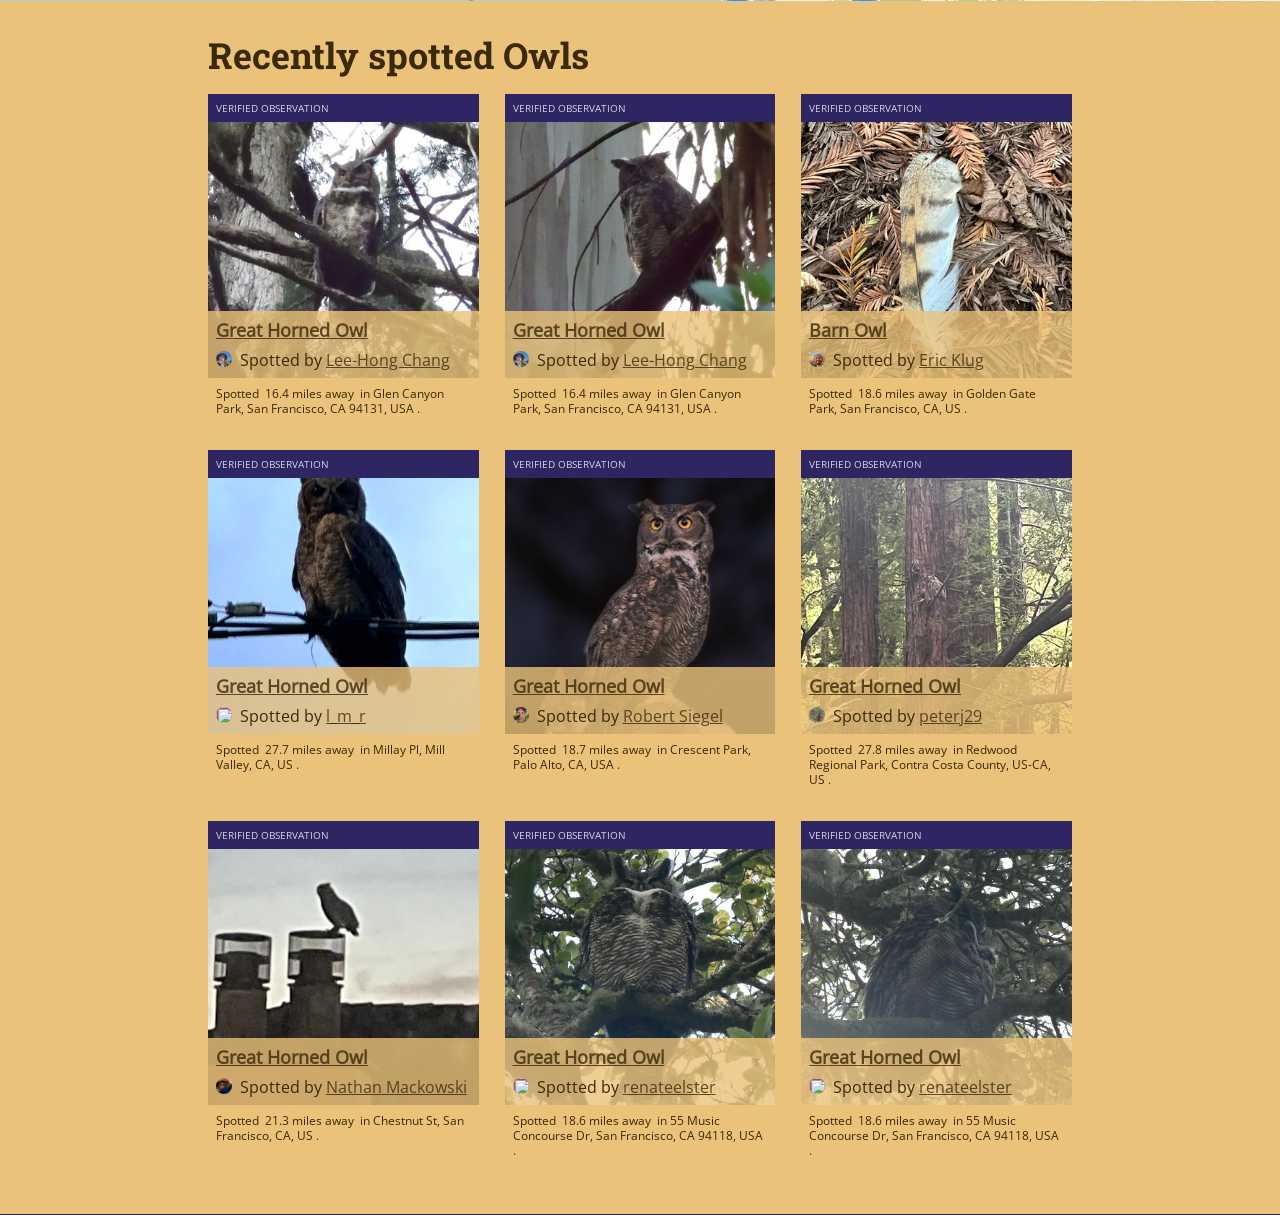 Recently spotted Owls
VERIFIED OBSERVATION
Great Horned Owl
Spotted by Lee-Hong Chang
Spotted 16.4 miles away in Glen Canyon
Park, San Francisco, CA 94131, USA .
VERIFIED OBSERVATION
Great Horned Owl
Spotted by Lee-Hong Chang
Spotted 16.4 miles away in Glen Canyon
Park, San Francisco, CA 94131, USA .
VERIFIED OBSERVATION
Barn Owl
Spotted by Eric Klug
Spotted 18.6 miles away in Golden Gate
Park, San Francisco, CA, US .
VERIFIED OBSERVATION
Great Horned Owl
Spotted by l_m_r
Spotted 27.7 miles away in Millay Pl, Mill
Valley, CA, US .
VERIFIED OBSERVATION
Great Horned Owl
Spotted by Robert Siegel
Spotted 18.7 miles away in Crescent Park,
Palo Alto, CA, USA .
VERIFIED OBSERVATION
Great Horned Owl
Spotted by peterj29
Spotted 27.8 miles away in Redwood
Regional Park, Contra Costa County, US-CA,
US .
VERIFIED OBSERVATION
Great Horned Owl
Spotted by Nathan Mackowski
Spotted 21.3 miles away in Chestnut St, San
Francisco, CA, US .
VERIFIED OBSERVATION
Great Horned Owl
Spotted by renateelster
Spotted 18.6 miles away in 55 Music
Concourse Dr, San Francisco, CA 94118, USA
.
VERIFIED OBSERVATION
Great Horned Owl
Spotted by renateelster
Spotted 18.6 miles away in 55 Music
Concourse Dr, San Francisco, CA 94118, USA
.